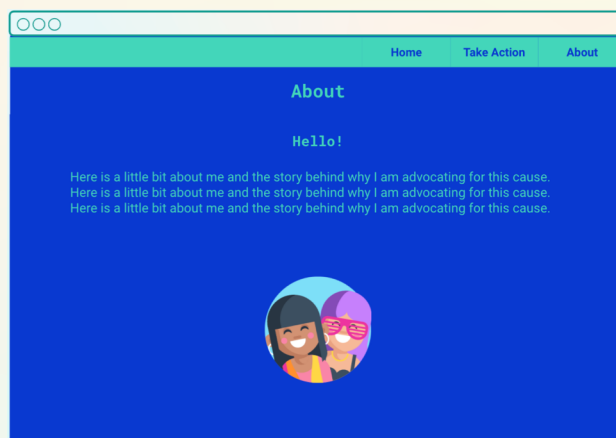 Home Take Action About
About
Hello!
Here is a little bit about me and the story behind why I am advocating for this cause.
Here is a little bit about me and the story behind why I am advocating for this cause.
Here is a little bit about me and the story behind why I am advocating for this cause.